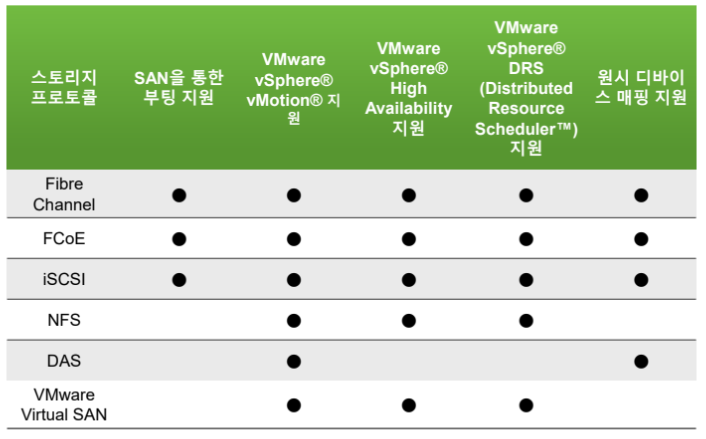 스토리지
프로토콜
SAN을 통한
부팅 지원
VMware
vSphere®
vMotion® 지
원
VMware
vSphere®
High
Availability
지원
VMware
vSphere®
DRS
(Distributed
Resource
Scheduler™)
지원
원시 디바이
스 매핑 지원
Fibre
Channel
● ● ● ● ●
FCoE ● ● ● ● ●
iSCSI ● ● ● ● ●
NFS ● ● ●
DAS ● ●
VMware
Virtual SAN
● ● ●